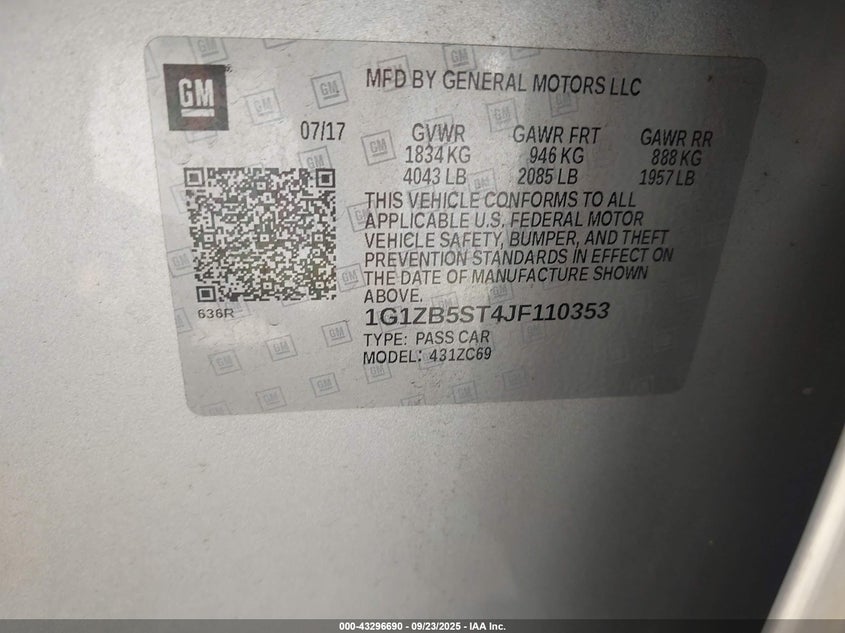 GM
MFD BY GENERAL MOTORS LLC
07/17 GVWR GAWR FRT GAWR RR
1834 KG 946 KG 888 KG
4043 LB 2085 LB 1957 LB
THIS VEHICLE CONFORMS TO ALL
APPLICABLE U.S. FEDERAL MOTOR
VEHICLE SAFETY, BUMPER, AND THEFT
PREVENTION STANDARDS IN EFFECT ON
THE DATE OF MANUFACTURE SHOWN
ABOVE.
636R
1G1ZB5ST4JF110353
TYPE: PASS CAR
MODEL: 431ZC69
000-43296690 - 09/23/2025 - IAA Inc.